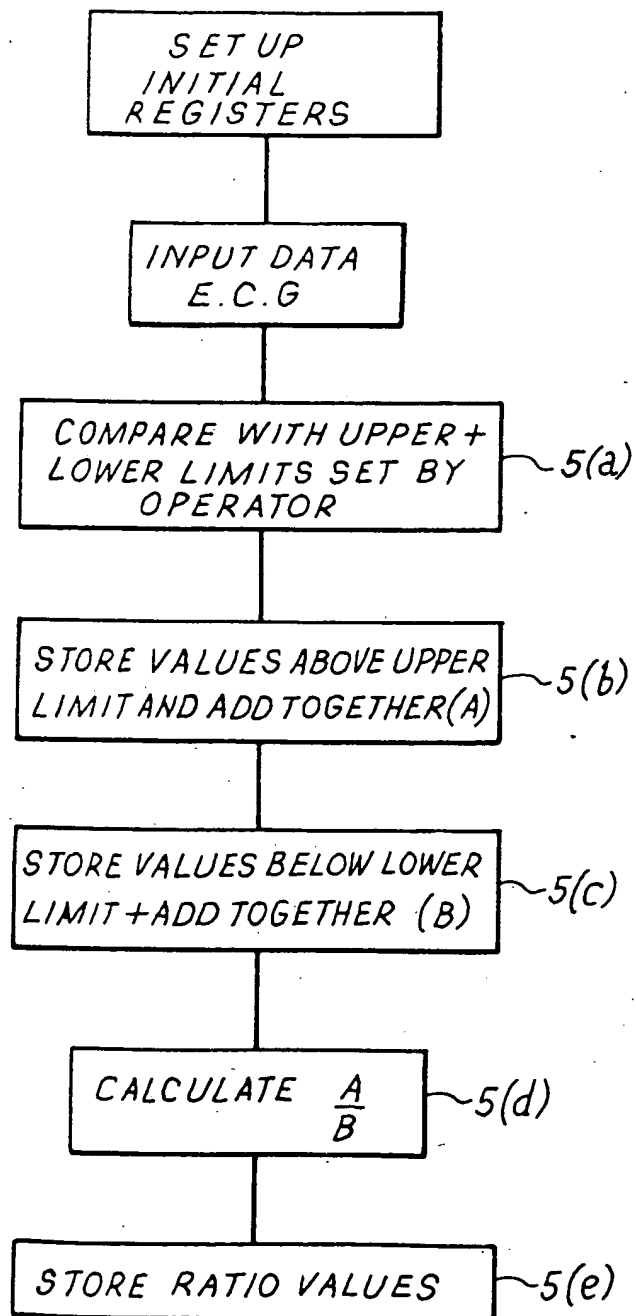 SET UP
INITIAL
REGISTERS
INPUT DATA
E.C.G
COMPARE WITH UPPER +
LOWER LIMITS SET BY
OPERATOR
5(a)
STORE VALUES ABOVE UPPER
LIMIT AND ADD TOGETHER (A)
5(b)
STORE VALUES BELOW LOWER
LIMIT + ADD TOGETHER (B)
5(c)
CALCULATE A
B
5(d)
STORE RATIO VALUES
5(e)